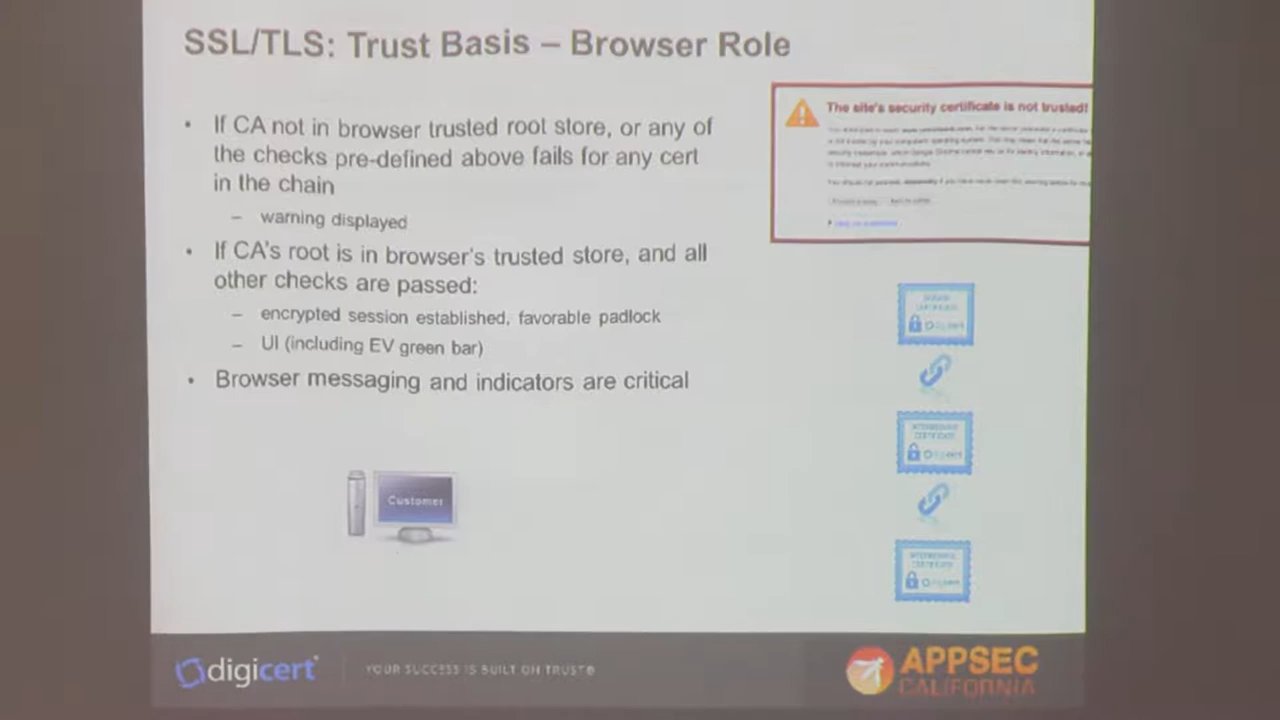 SSL/TLS: Trust Basis – Browser Role
• If CA not in browser trusted root store, or any of
the checks pre-defined above fails for any cert
in the chain
– warning displayed
• If CA's root is in browser's trusted store, and all
other checks are passed:
– encrypted session established, favorable padlock
– UI (including EV green bar)
• Browser messaging and indicators are critical
The site's security certificate is not trusted!
Customer
digicert
YOUR SUCCESS IS BUILT ON TRUST®
APPSEC
CALIFORNIA